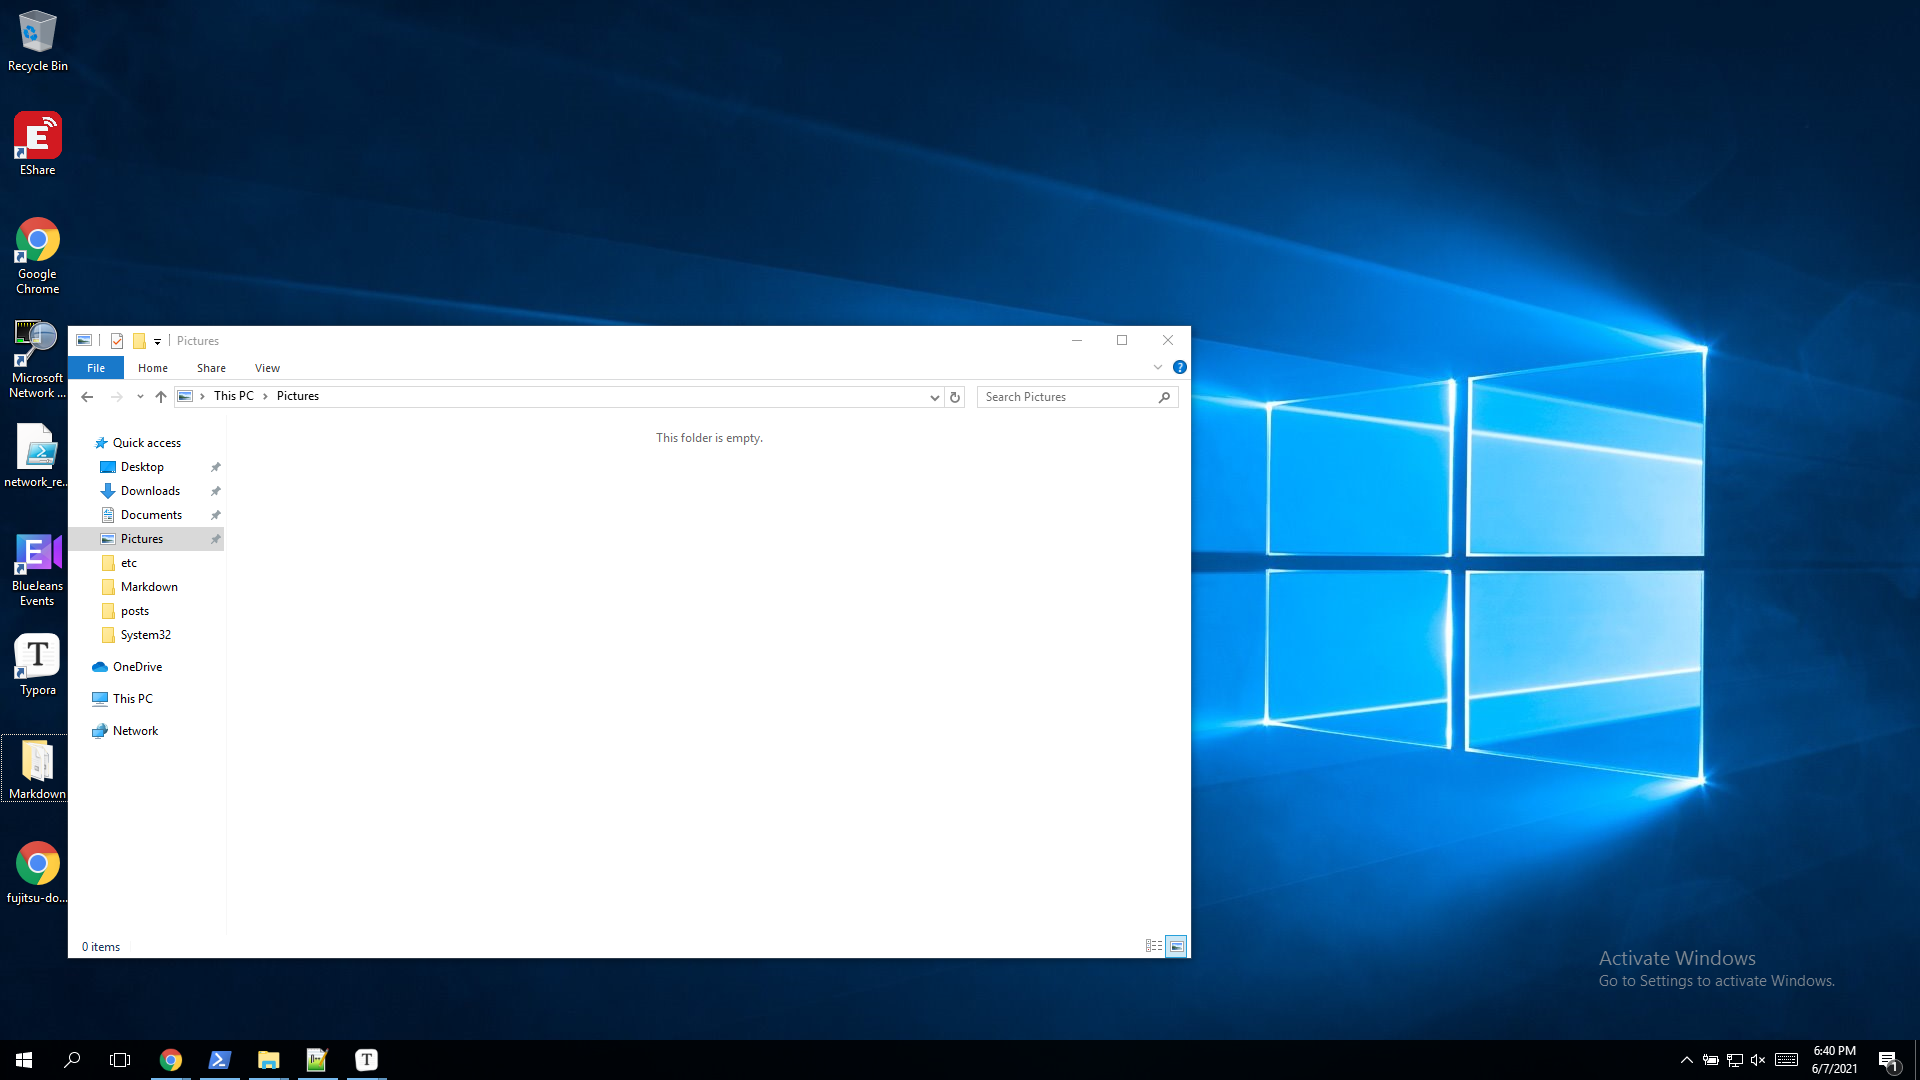 Recycle Bin
EShare
Google
Chrome
Microsoft
Network ...
network_re...
BlueJeans
Events
Typora
Markdown
fujitsu-do...
Pictures
File Home Share View
This PC > Pictures
Search Pictures
This folder is empty.
Quick access
Desktop
Downloads
Documents
Pictures
etc
Markdown
posts
System32
OneDrive
This PC
Network
0 items
Activate Windows
Go to Settings to activate Windows.
6:40 PM
6/7/2021
1